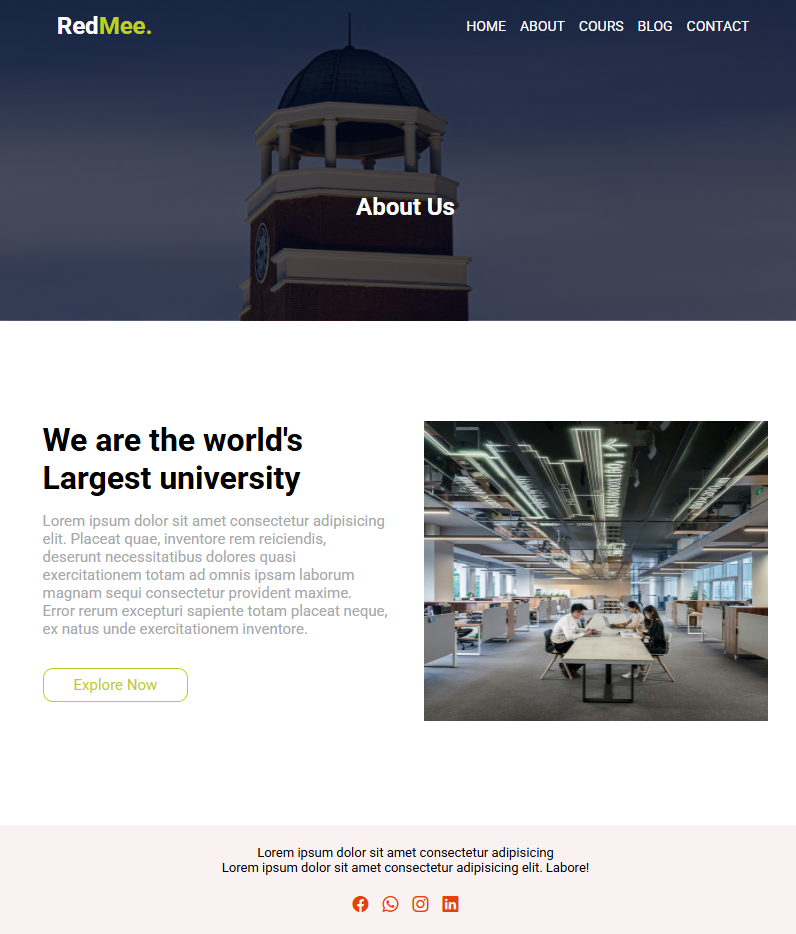 RedMee.
HOME ABOUT COURS BLOG CONTACT
About Us
We are the world's
Largest university
Lorem ipsum dolor sit amet consectetur adipisicing
elit. Placeat quae, inventore rem reiciendis,
deserunt necessitatibus dolores quasi
exercitationem totam ad omnis ipsam laborum
magnam sequi consectetur provident maxime.
Error rerum excepturi sapiente totam placeat neque,
ex natus unde exercitationem inventore.
Explore Now
Lorem ipsum dolor sit amet consectetur adipisicing
Lorem ipsum dolor sit amet consectetur adipisicing elit. Labore!